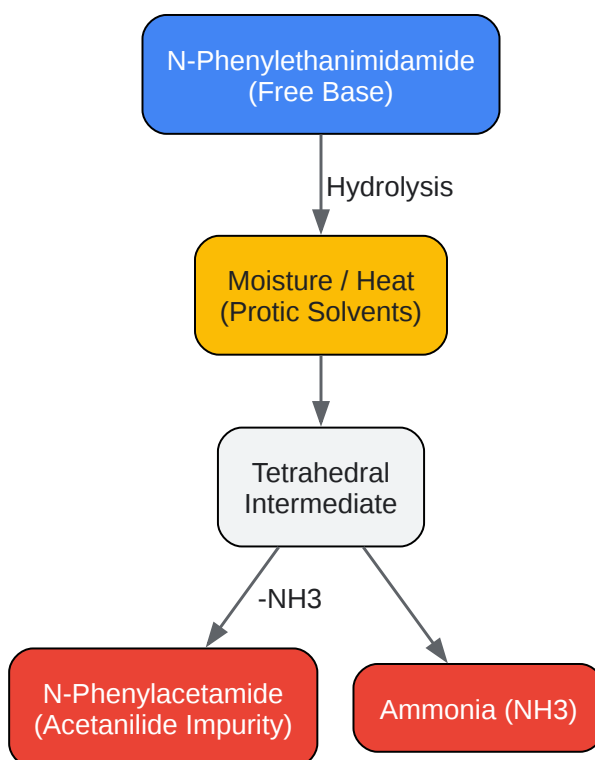 N-Phenylethanimidamide
(Free Base)
Hydrolysis
Moisture / Heat
(Protic Solvents)
Tetrahedral
Intermediate
-NH3
N-Phenylacetamide
(Acetanilide Impurity)
Ammonia (NH3)